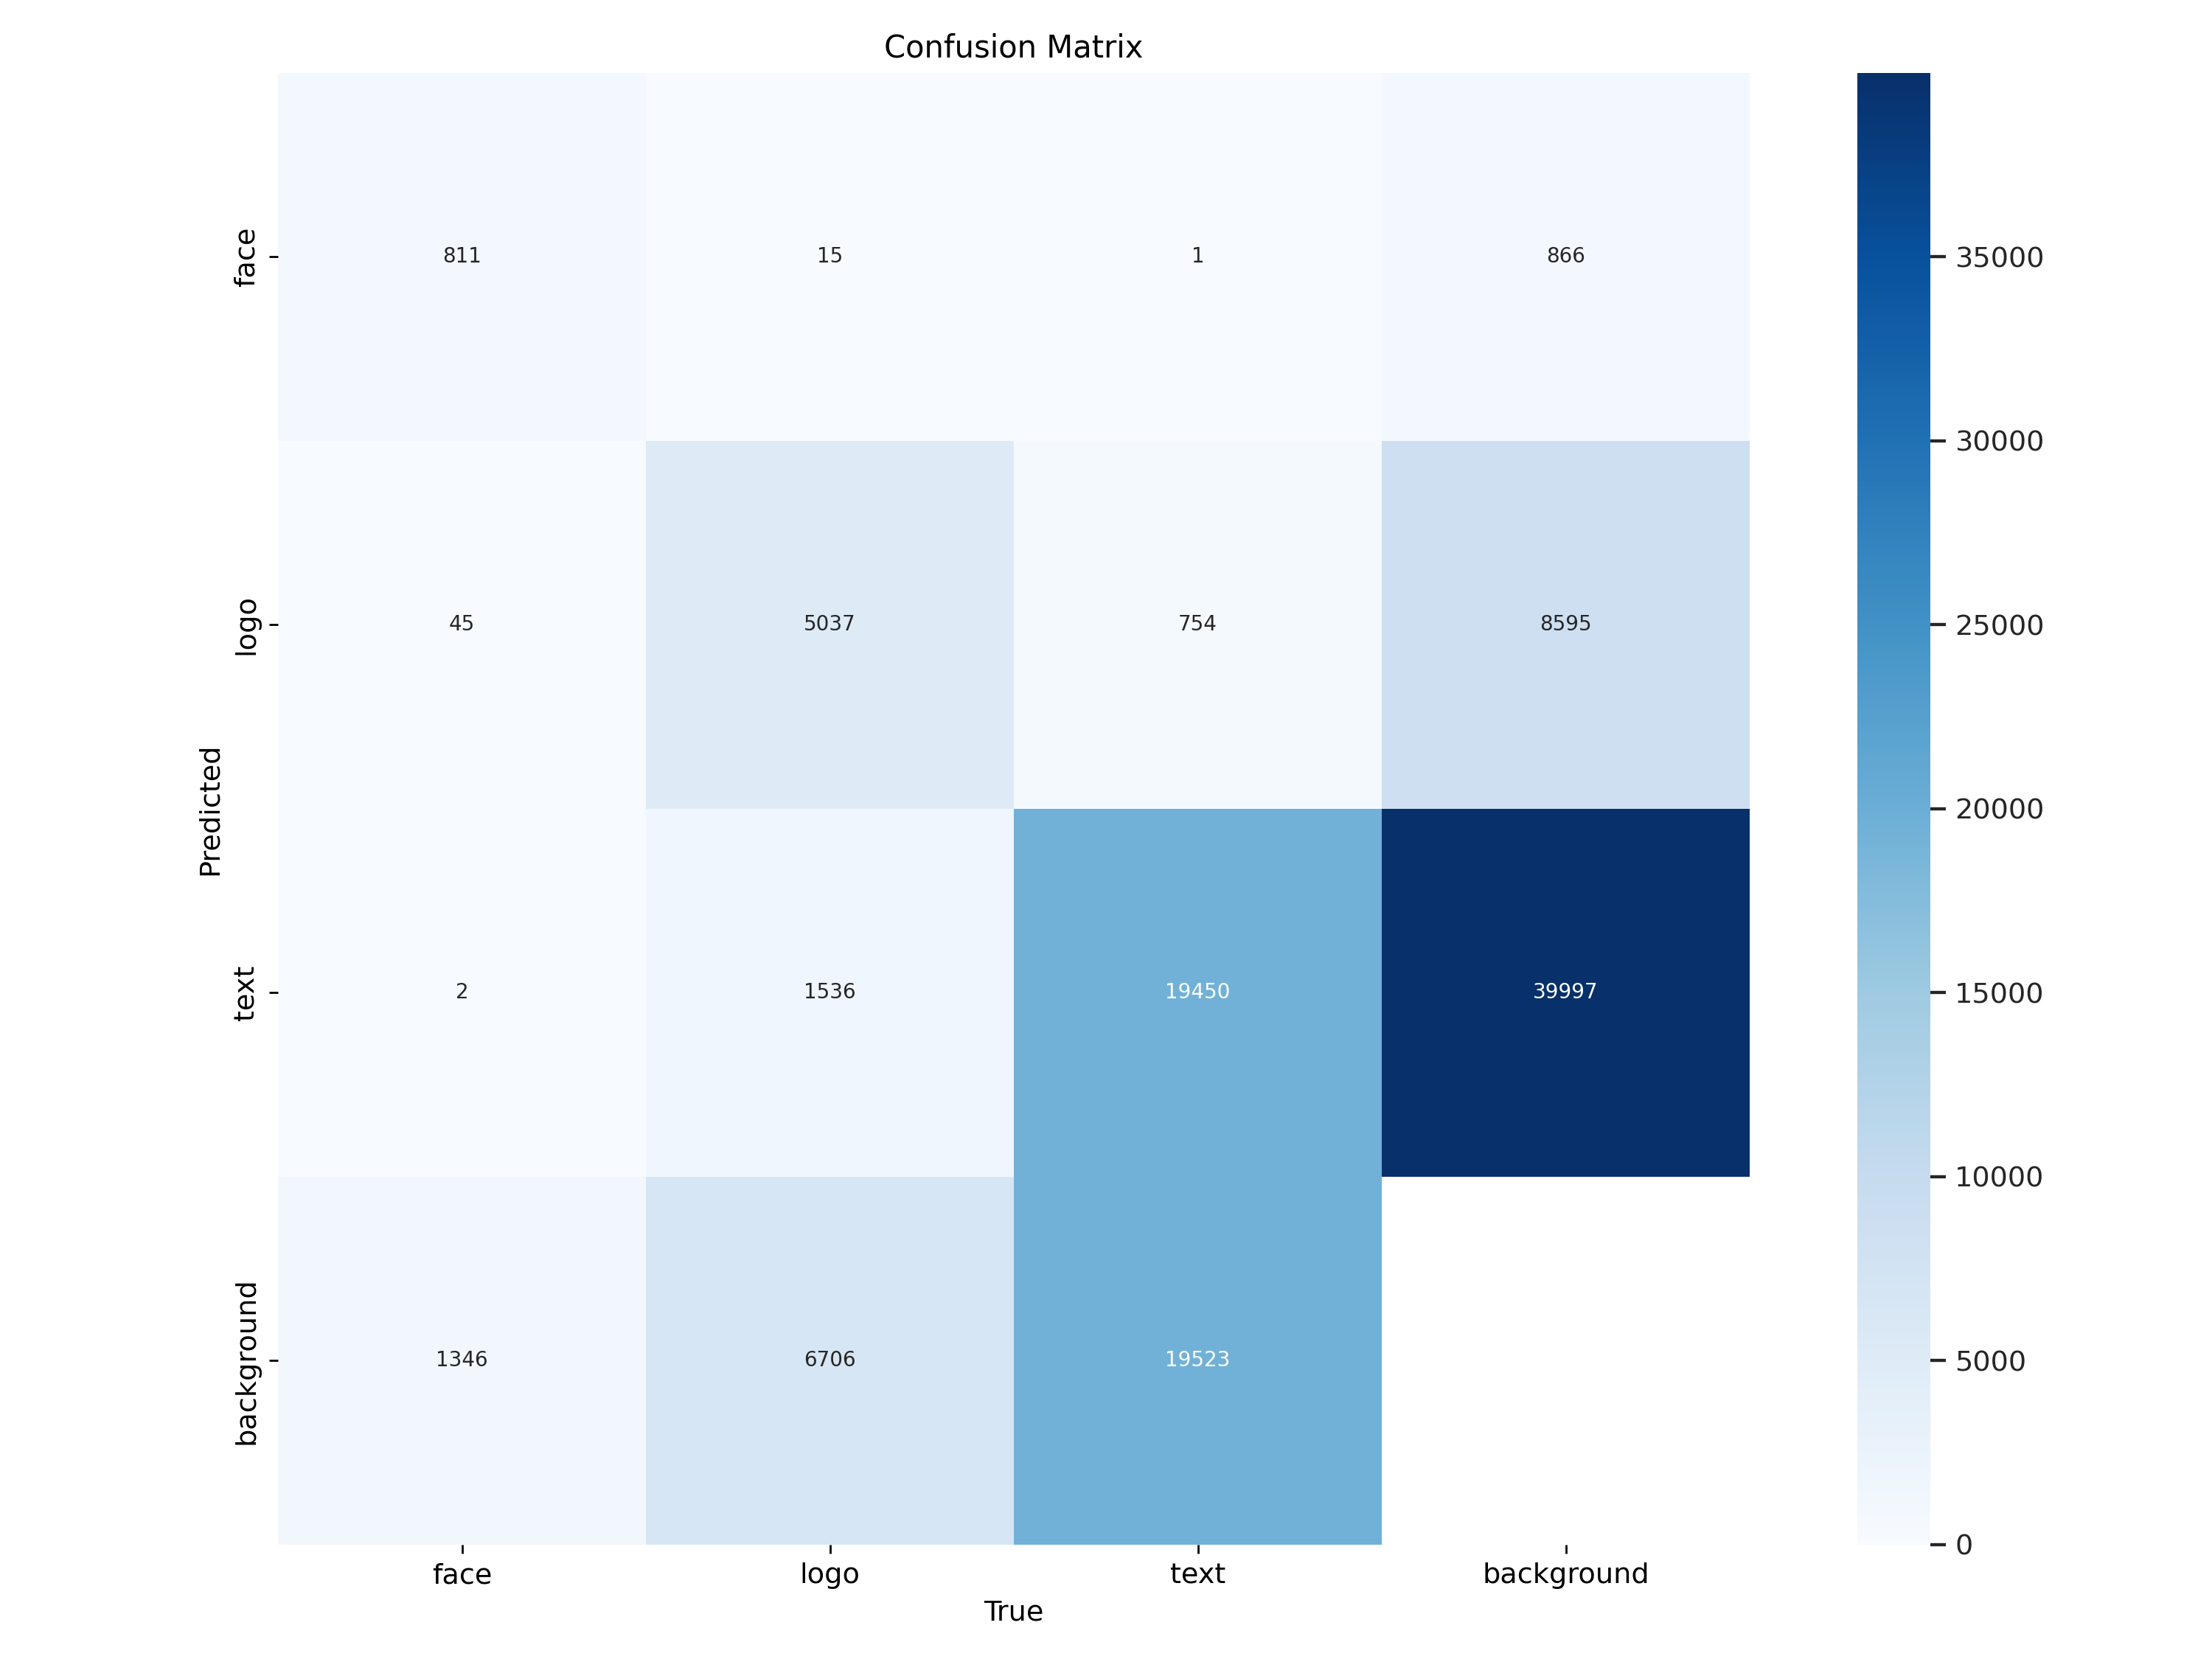 Confusion Matrix
face
811
15
1
866
logo
45
5037
754
8595
text
2
1536
19450
39997
background
1346
6706
19523
Predicted
face
logo
text
background
True
35000
30000
25000
20000
15000
10000
5000
0